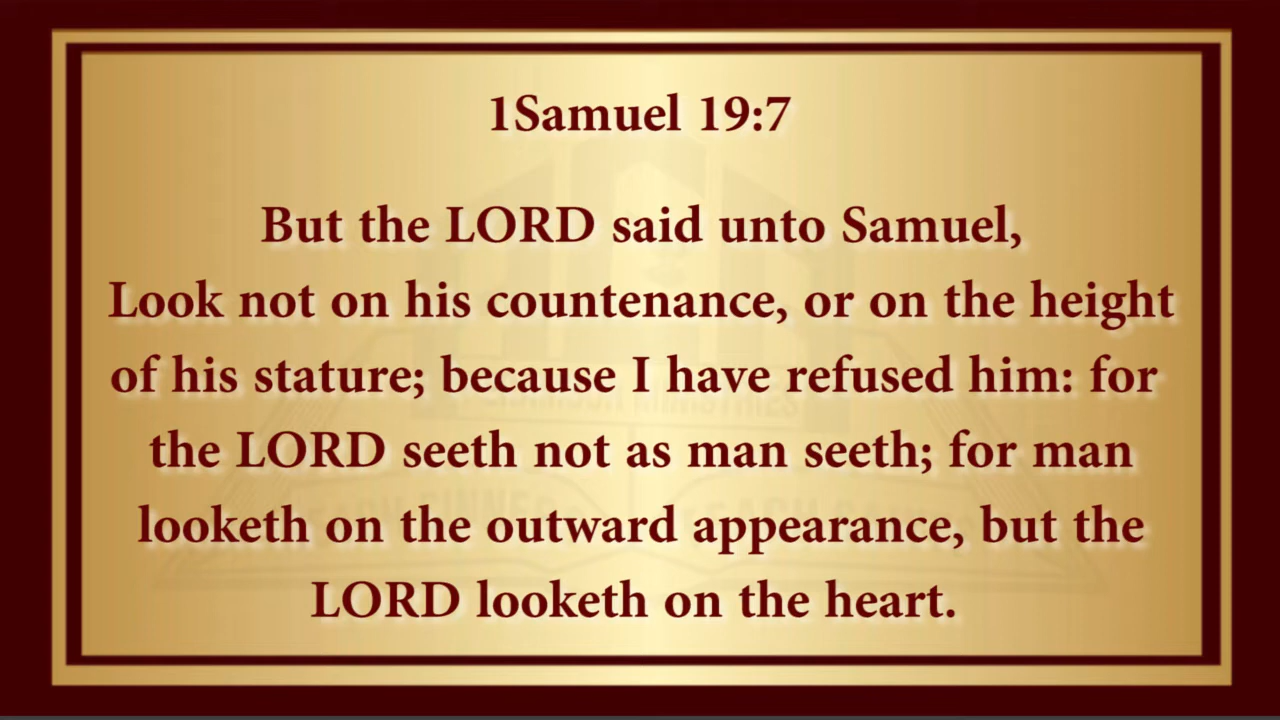 1Samuel 19:7
But the LORD said unto Samuel,
Look not on his countenance, or on the height
of his stature; because I have refused him: for
the LORD seeth not as man seeth; for man
looketh on the outward appearance, but the
LORD looketh on the heart.